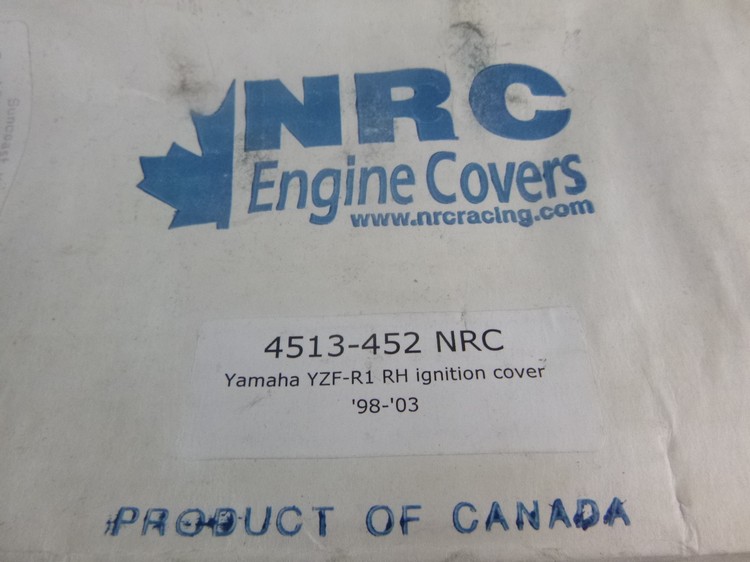 NRC
Engine Covers
www.nrcracing.com
4513-452 NRC
Yamaha YZF-R1 RH ignition cover
'98-'03
PRODUCT OF CANADA